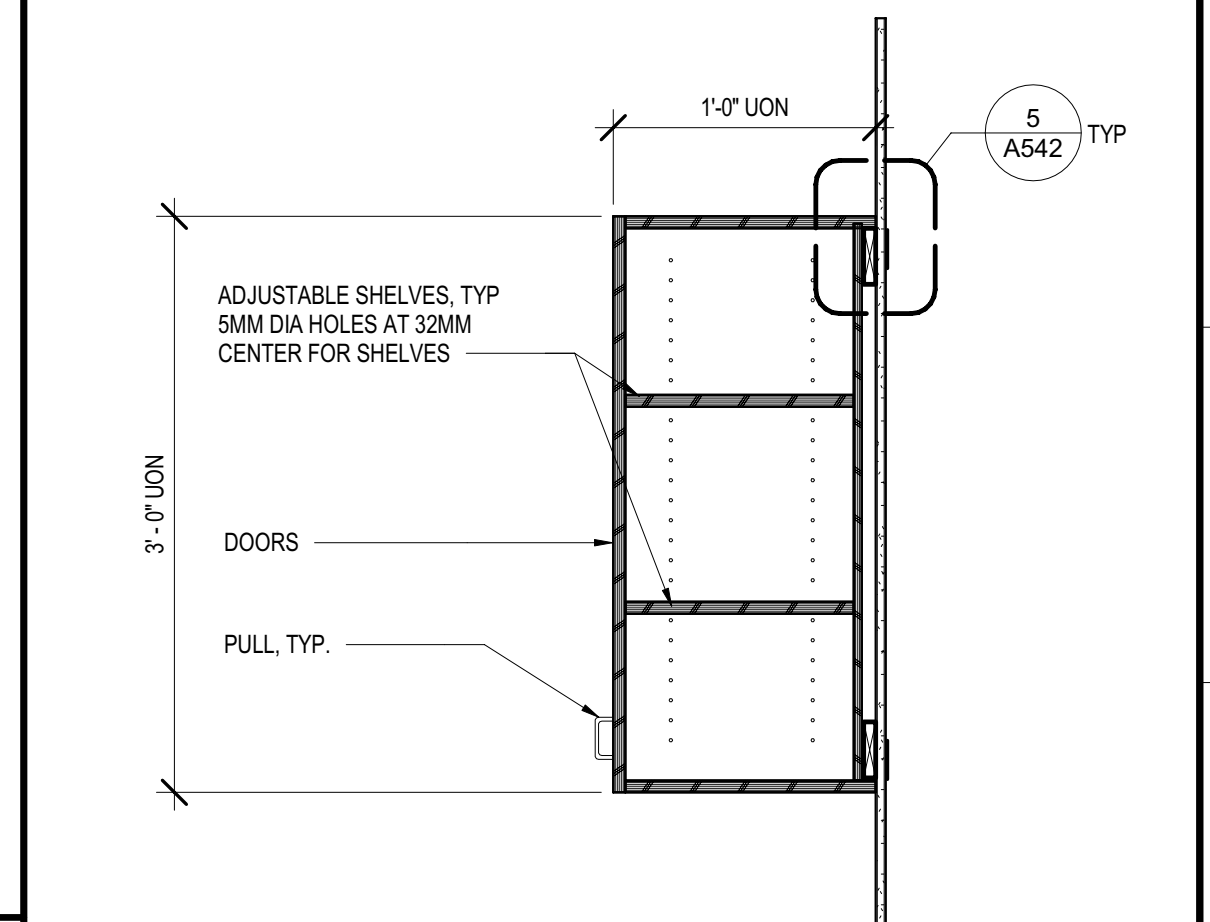 1'-0" UON
5
A542
TYP
ADJUSTABLE SHELVES, TYP
5MM DIA HOLES AT 32MM
CENTER FOR SHELVES
3' - 0" UON
DOORS
PULL, TYP.